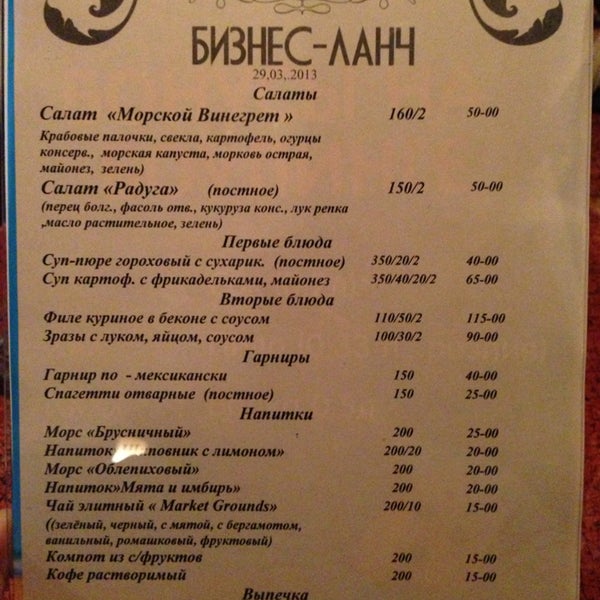 БИЗНЕС-ЛАНЧ
29,03,.2013
Салаты
Салат «Морской Винегрет » 160/2 50-00
Крабовые палочки, свекла, картофель, огурцы
консерв., морская капуста, морковь острая,
майонез, зелень)
Салат «Радуга» (постное) 150/2 50-00
(перец болг., фасоль отв., кукуруза конс., лук репка
,масло растительное, зелень)
Первые блюда
Суп-пюре гороховый с сухарик. (постное) 350/20/2 40-00
Суп картоф. с фрикадельками, майонез 350/40/20/2 65-00
Вторые блюда
Филе куриное в беконе с соусом 110/50/2 115-00
Зразы с луком, яйцом, соусом 100/30/2 90-00
Гарниры
Гарнир по - мексикански 150 40-00
Спагетти отварные (постное) 150 25-00
Напитки
Морс «Брусничный» 200 25-00
Напиток с лимоном» 200/20 20-00
Морс «Облепиховый» 200 20-00
Напиток»Мята и имбирь» 200 20-00
Чай элитный « Market Grounds» 200/10 15-00
((зелёный, черный, с мятой, с бергамотом,
ванильный, ромашковый, фруктовый)
Компот из с/фруктов 200 15-00
Кофе растворимый 200 15-00
Выпечка